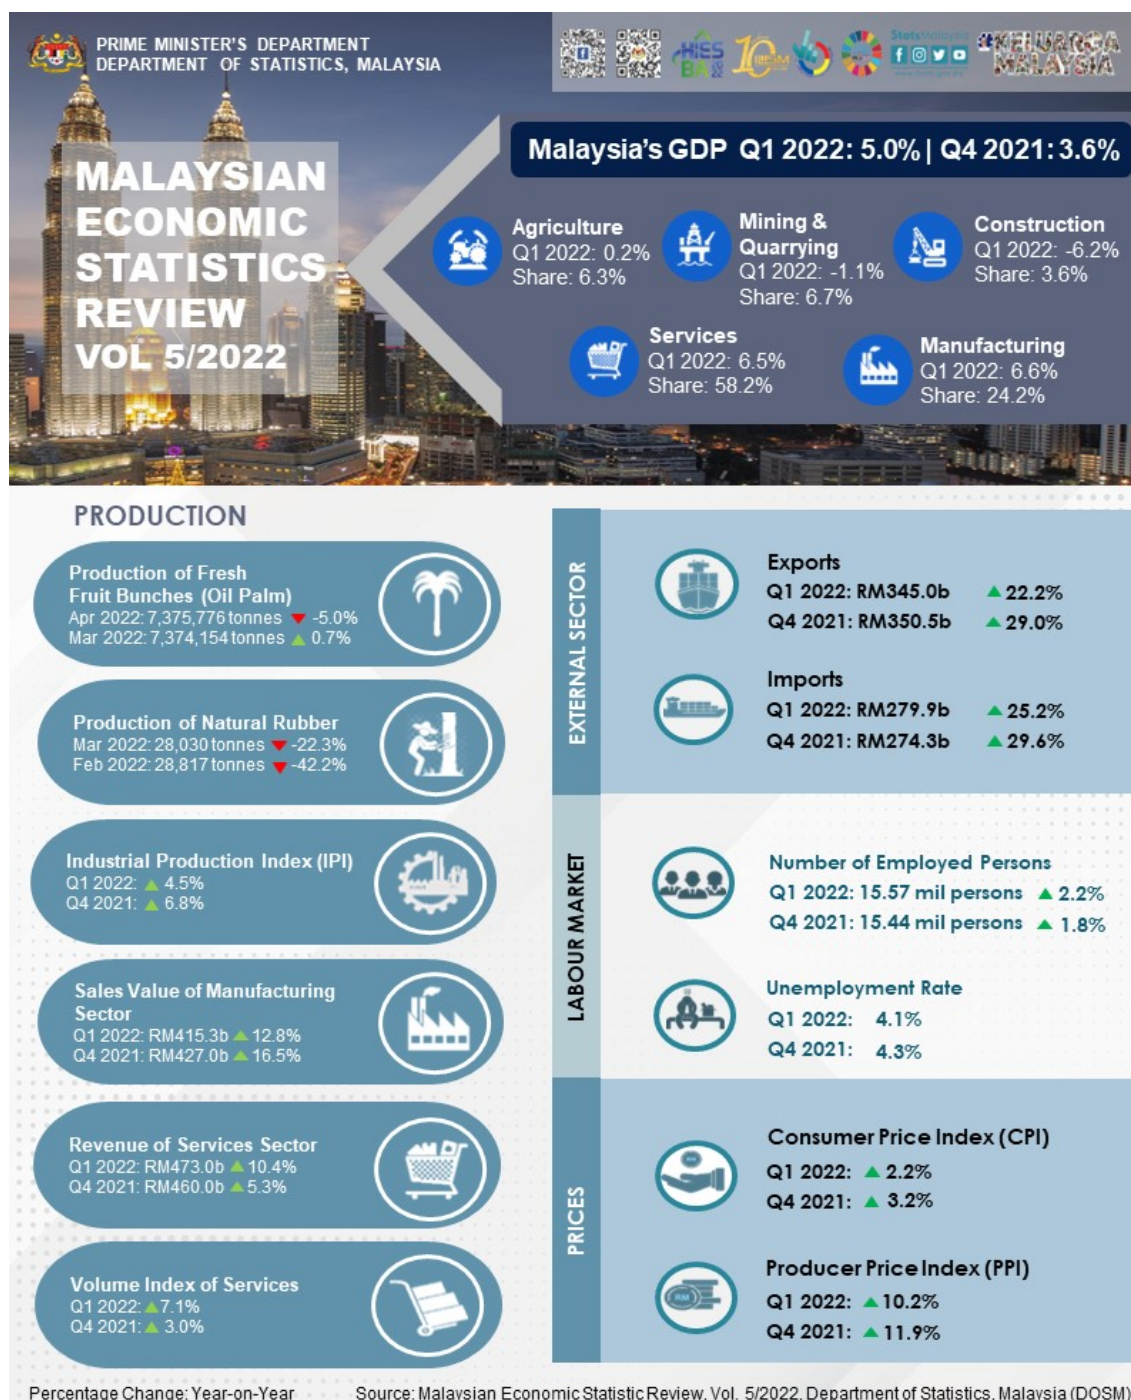 PRIME MINISTER'S DEPARTMENT
DEPARTMENT OF STATISTICS, MALAYSIA
StatsMalaysia
#KELUARGA
MALAYSIA
MALAYSIAN
ECONOMIC
STATISTICS
REVIEW
VOL 5/2022
Malaysia's GDP Q1 2022: 5.0% | Q4 2021: 3.6%
Agriculture
Q1 2022: 0.2%
Share: 6.3%
Mining &
Quarrying
Q1 2022: -1.1%
Share: 6.7%
Construction
Q1 2022: -6.2%
Share: 3.6%
Services
Q1 2022: 6.5%
Share: 58.2%
Manufacturing
Q1 2022: 6.6%
Share: 24.2%
PRODUCTION
Production of Fresh
Fruit Bunches (Oil Palm)
Apr 2022: 7,375,776 tonnes ▼ -5.0%
Mar 2022: 7,374,154 tonnes ▲ 0.7%
Production of Natural Rubber
Mar 2022: 28,030 tonnes ▼ -22.3%
Feb 2022: 28,817 tonnes ▼ -42.2%
Industrial Production Index (IPI)
Q1 2022: ▲ 4.5%
Q4 2021: ▲ 6.8%
Sales Value of Manufacturing
Sector
Q1 2022: RM415.3b ▲ 12.8%
Q4 2021: RM427.0b ▲ 16.5%
Revenue of Services Sector
Q1 2022: RM473.0b ▲ 10.4%
Q4 2021: RM460.0b ▲ 5.3%
Volume Index of Services
Q1 2022: ▲ 7.1%
Q4 2021: ▲ 3.0%
EXTERNAL SECTOR
Exports
Q1 2022: RM345.0b ▲ 22.2%
Q4 2021: RM350.5b ▲ 29.0%
Imports
Q1 2022: RM279.9b ▲ 25.2%
Q4 2021: RM274.3b ▲ 29.6%
LABOUR MARKET
Number of Employed Persons
Q1 2022: 15.57 mil persons ▲ 2.2%
Q4 2021: 15.44 mil persons ▲ 1.8%
Unemployment Rate
Q1 2022: 4.1%
Q4 2021: 4.3%
PRICES
Consumer Price Index (CPI)
Q1 2022: ▲ 2.2%
Q4 2021: ▲ 3.2%
Producer Price Index (PPI)
RM
Q1 2022: ▲ 10.2%
Q4 2021: ▲ 11.9%
Percentage Change: Year-on-Year
Source: Malaysian Economic Statistic Review, Vol. 5/2022, Department of Statistics, Malaysia (DOSM)